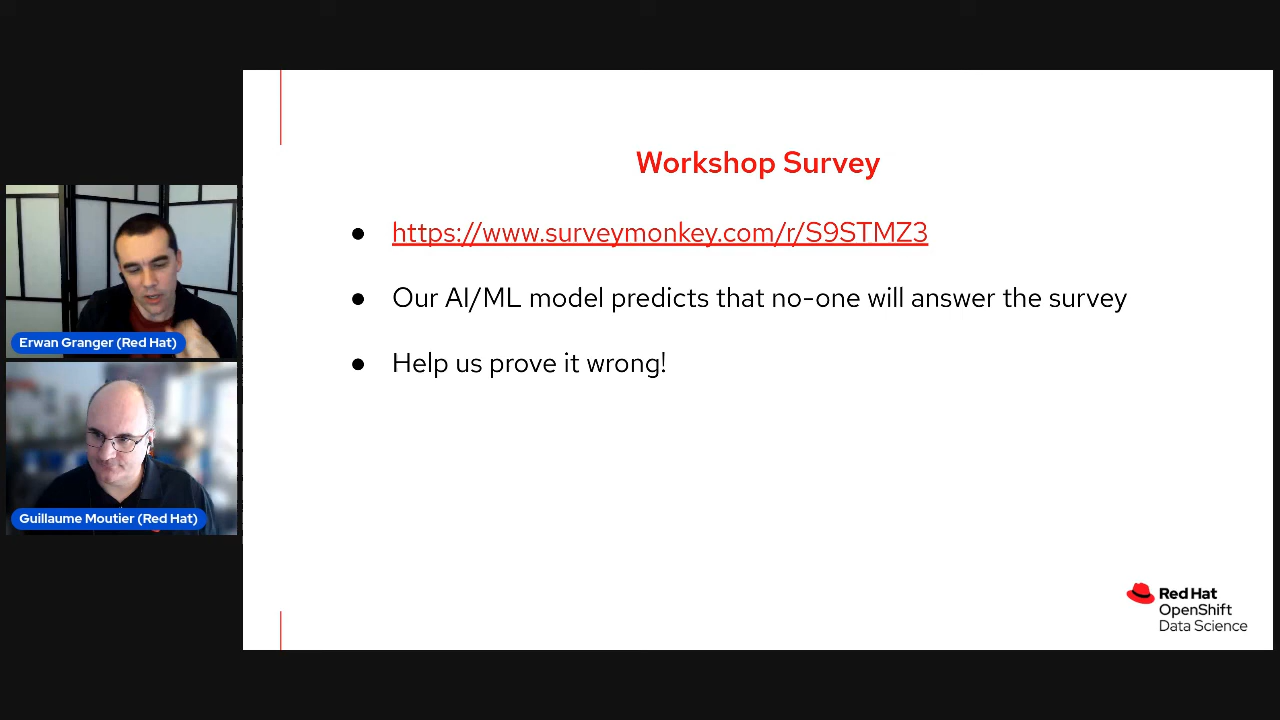 Workshop Survey
https://www.surveymonkey.com/r/S9STMZ3
Our AI/ML model predicts that no-one will answer the survey
Help us prove it wrong!
Erwan Granger (Red Hat)
Guillaume Moutier (Red Hat)
Red Hat
OpenShift
Data Science